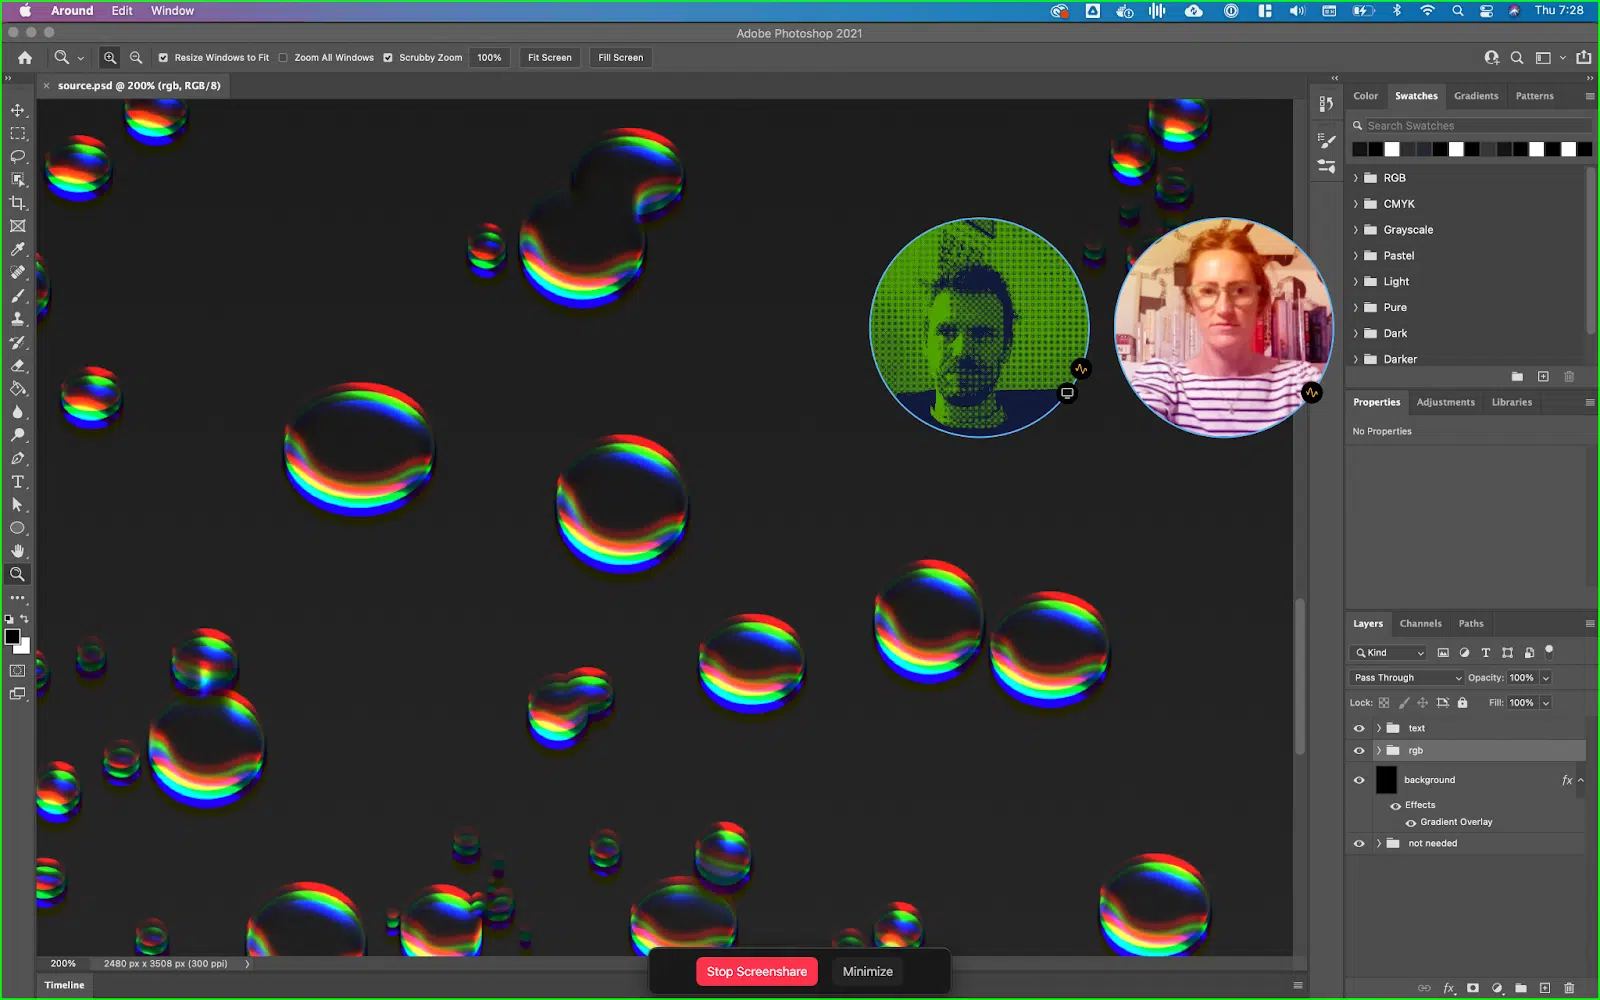 Around Edit Window Thu 7:28
Adobe Photoshop 2021
Resize Windows to Fit Zoom All Windows Scrubby Zoom 100% Fit Screen Fill Screen
source.psd @ 200% (rgb, RGB/8)
Color Swatches Gradients Patterns
Search Swatches
RGB
CMYK
Grayscale
Pastel
Light
Pure
Dark
Darker
Properties Adjustments Libraries
No Properties
Layers Channels Paths
Kind
Pass Through Opacity: 100%
Lock: Fill: 100%
text
rgb
background fx
Effects
Gradient Overlay
not needed
200% 2480 px x 3508 px (300 ppi)
Stop Screenshare Minimize
Timeline
fx